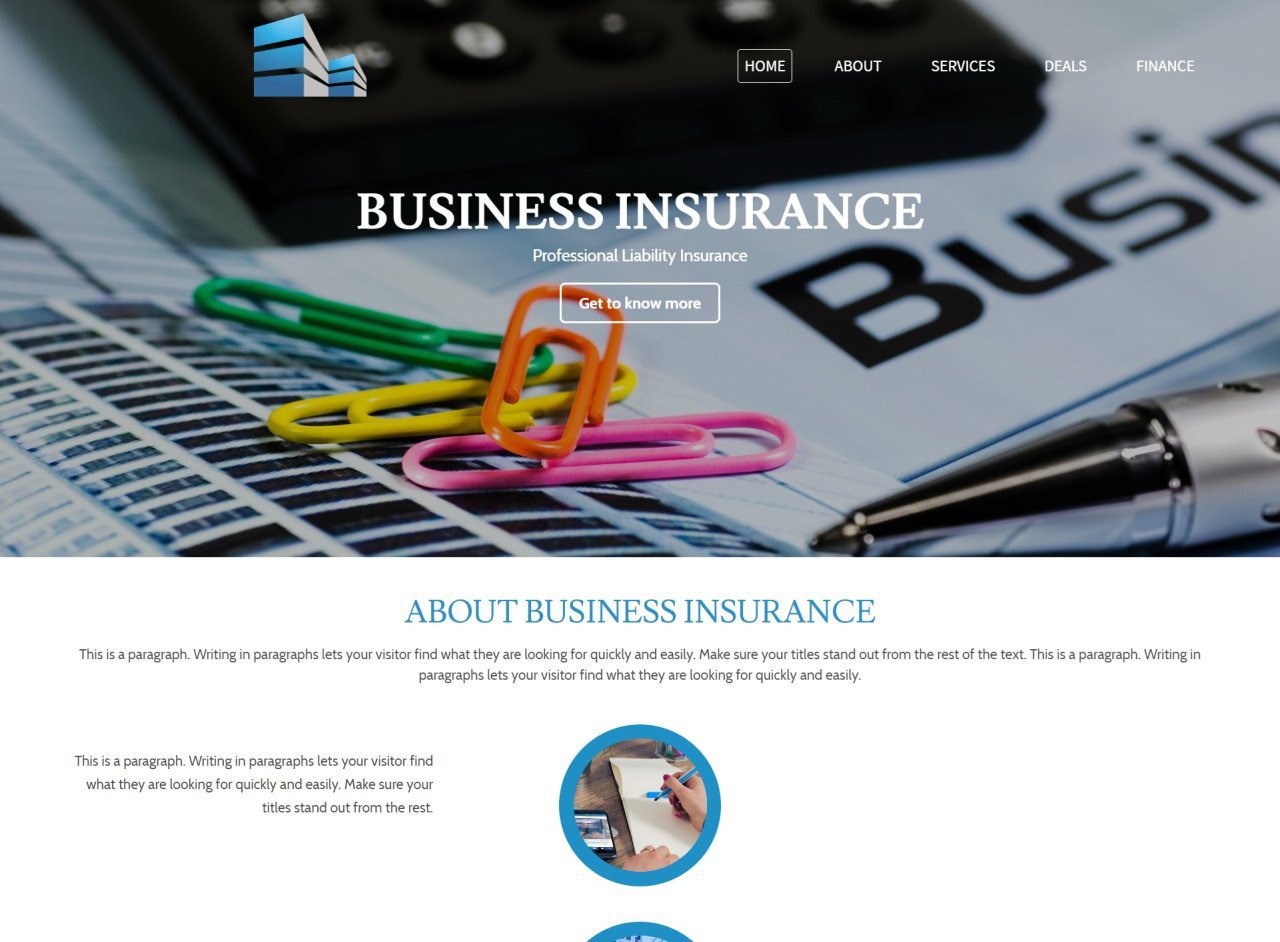 HOME ABOUT SERVICES DEALS FINANCE
Busin
BUSINESS INSURANCE
Professional Liability Insurance
Get to know more
ABOUT BUSINESS INSURANCE
This is a paragraph. Writing in paragraphs lets your visitor find what they are looking for quickly and easily. Make sure your titles stand out from the rest of the text. This is a paragraph. Writing in
paragraphs lets your visitor find what they are looking for quickly and easily.
This is a paragraph. Writing in paragraphs lets your visitor find
what they are looking for quickly and easily. Make sure your
titles stand out from the rest.